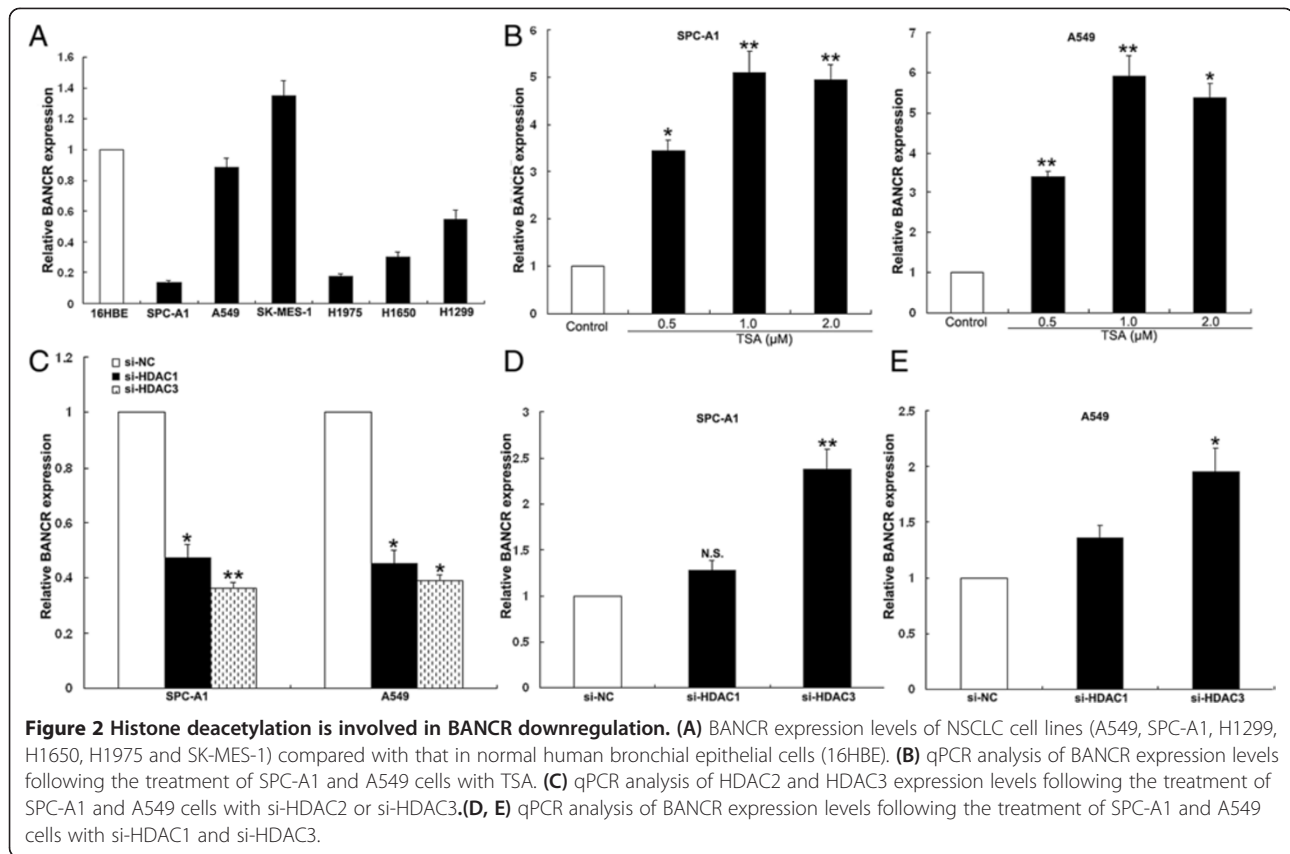 A
Relative BANCR expression
1.6
1.4
1.2
1
0.8
0.6
0.4
0.2
0
16HBE SPC-A1 A549 SK-MES-1 H1975 H1650 H1299
B
SPC-A1
Relative BANCR expression
6
5
4
3
2
1
0
* ** **
Control 0.5 1.0 2.0
TSA (µM)
A549
Relative BANCR expression
7
6
5
4
3
2
1
0
** ** *
Control 0.5 1.0 2.0
TSA (µM)
C
si-NC
si-HDAC1
si-HDAC3
Relative BANCR expression
1.2
1
0.8
0.6
0.4
0.2
0
* ** * *
SPC-A1 A549
D
SPC-A1
Relative BANCR expression
3
2.5
2
1.5
1
0.5
0
N.S. **
si-NC si-HDAC1 si-HDAC3
E
A549
Relative BANCR expression
2.5
2
1.5
1
0.5
0
*
si-NC si-HDAC1 si-HDAC3
Figure 2 Histone deacetylation is involved in BANCR downregulation. (A) BANCR expression levels of NSCLC cell lines (A549, SPC-A1, H1299,
H1650, H1975 and SK-MES-1) compared with that in normal human bronchial epithelial cells (16HBE). (B) qPCR analysis of BANCR expression levels
following the treatment of SPC-A1 and A549 cells with TSA. (C) qPCR analysis of HDAC2 and HDAC3 expression levels following the treatment of
SPC-A1 and A549 cells with si-HDAC2 or si-HDAC3.(D, E) qPCR analysis of BANCR expression levels following the treatment of SPC-A1 and A549
cells with si-HDAC1 and si-HDAC3.